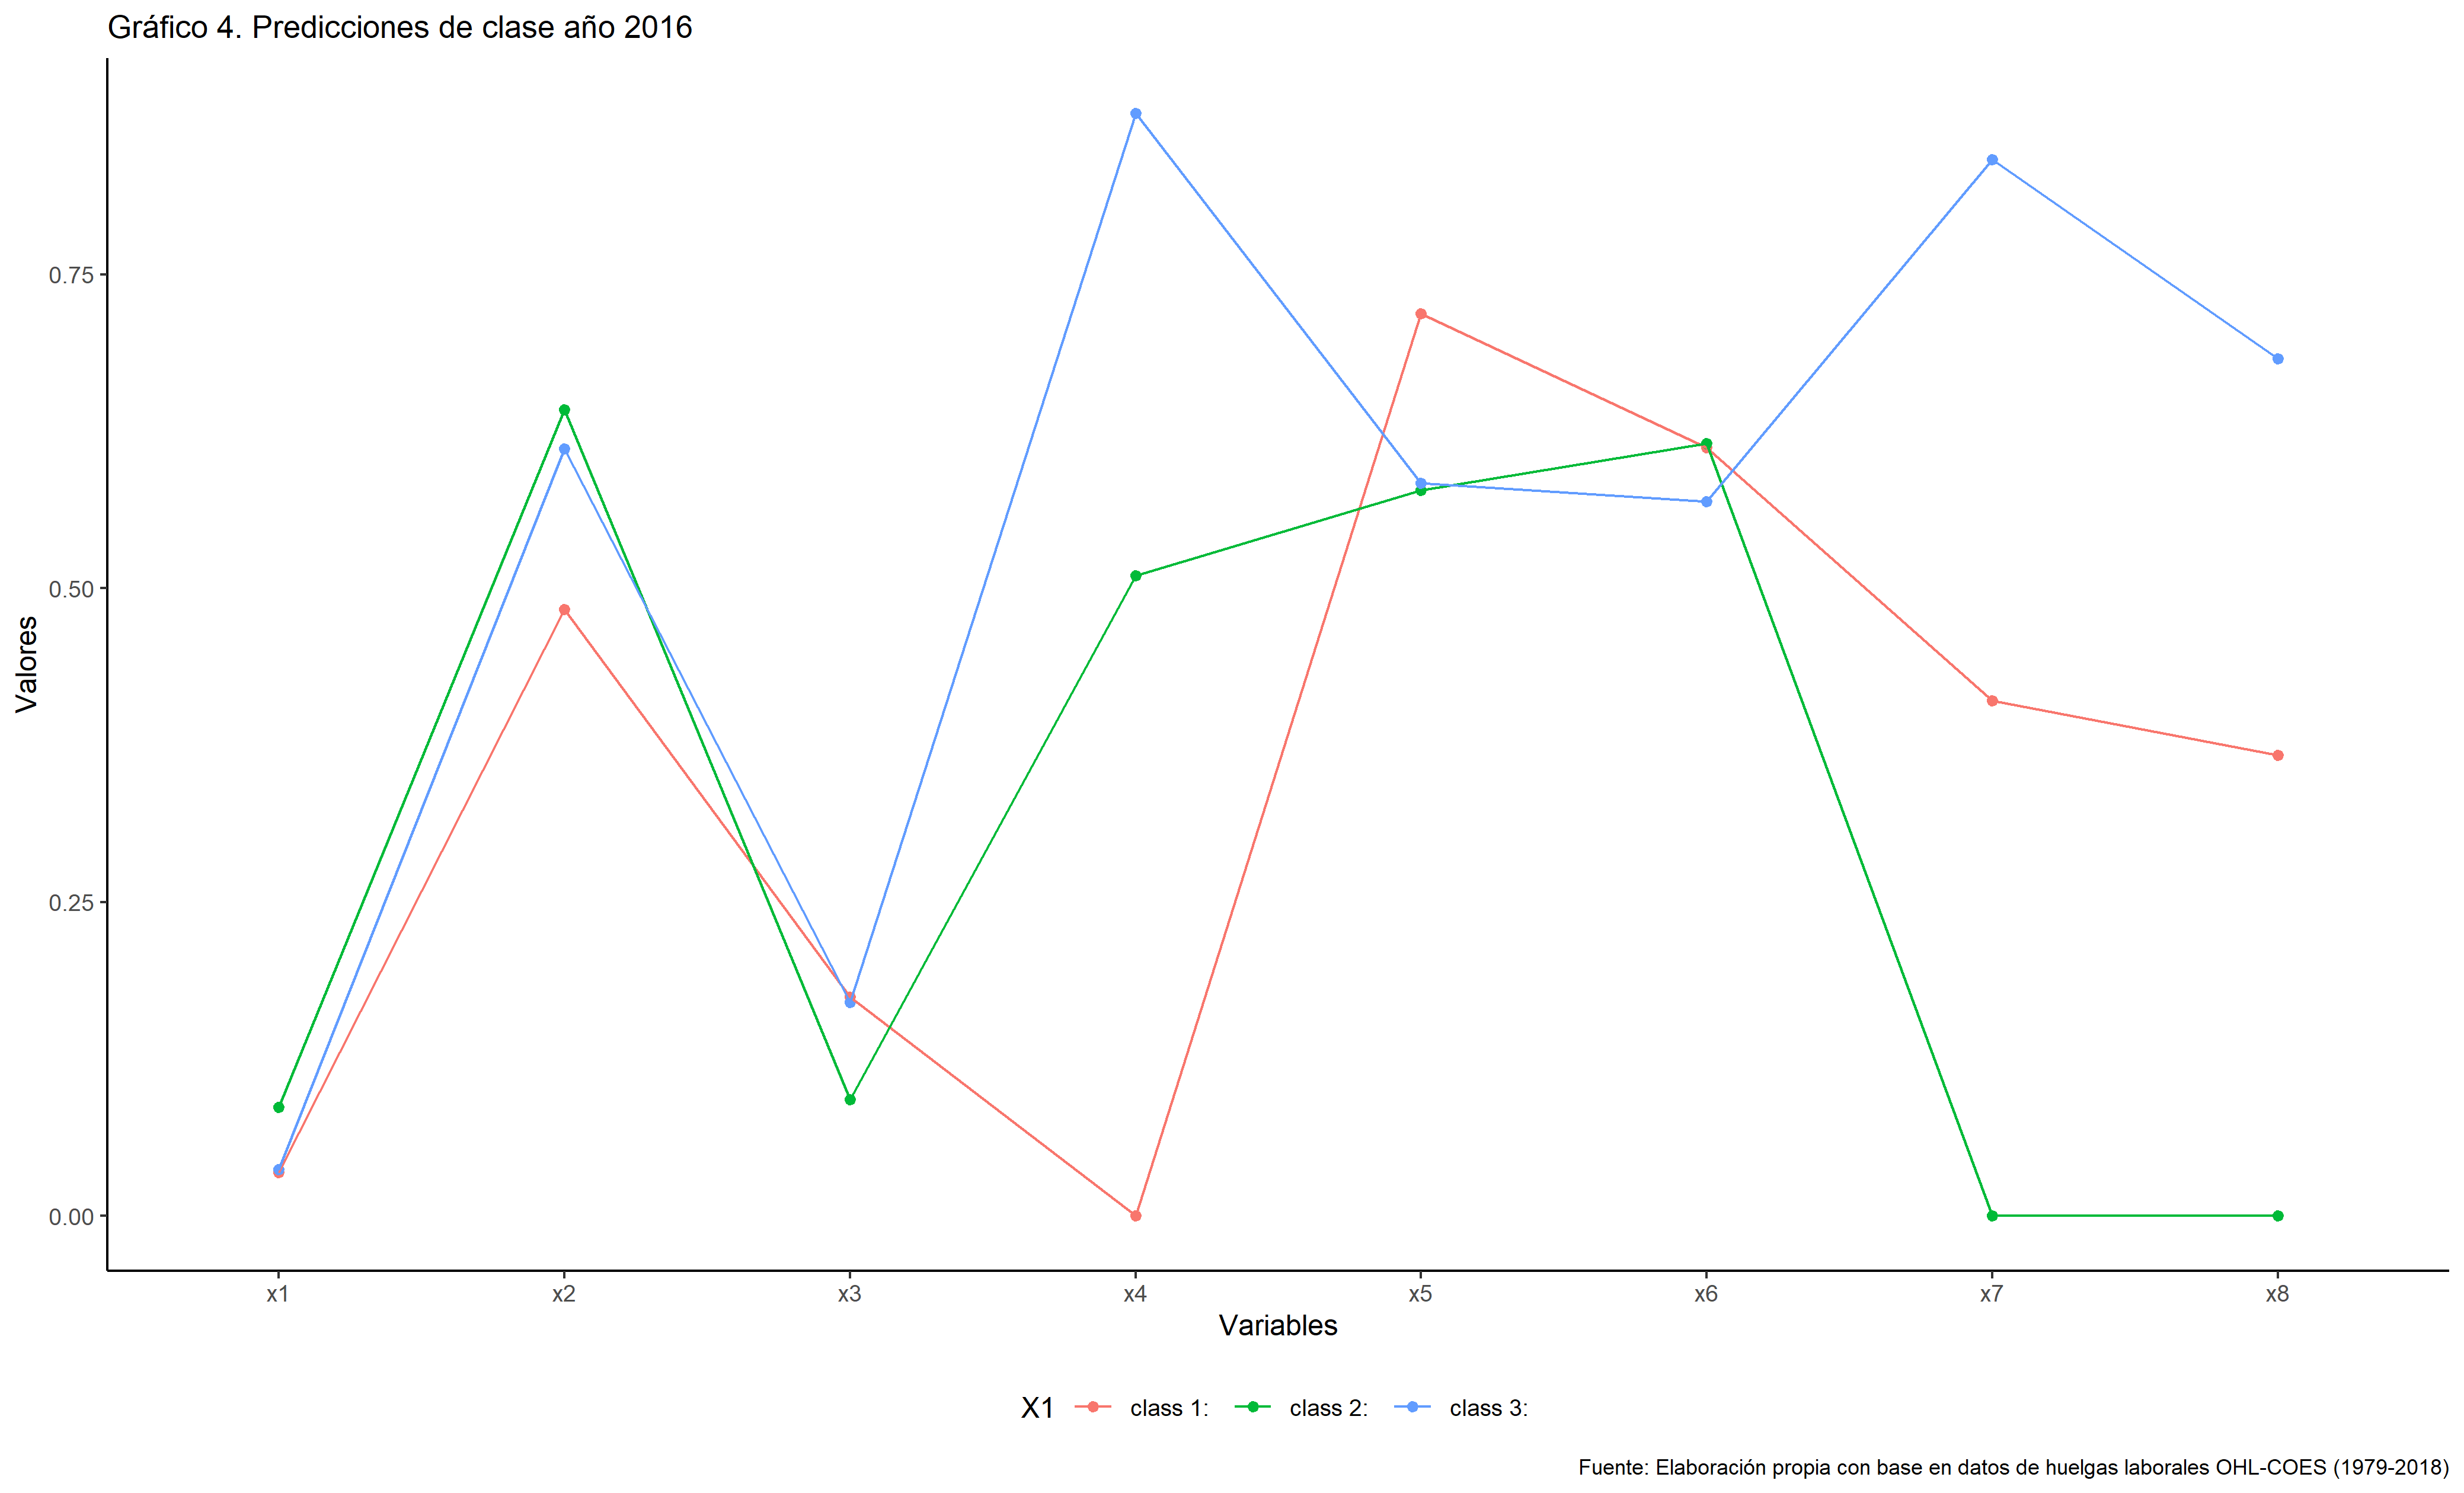 Gráfico 4. Predicciones de clase año 2016
Valores
0.75
0.50
0.25
0.00
x1 x2 x3 x4 x5 x6 x7 x8
Variables
X1 class 1: class 2: class 3:
Fuente: Elaboración propia con base en datos de huelgas laborales OHL-COES (1979-2018)